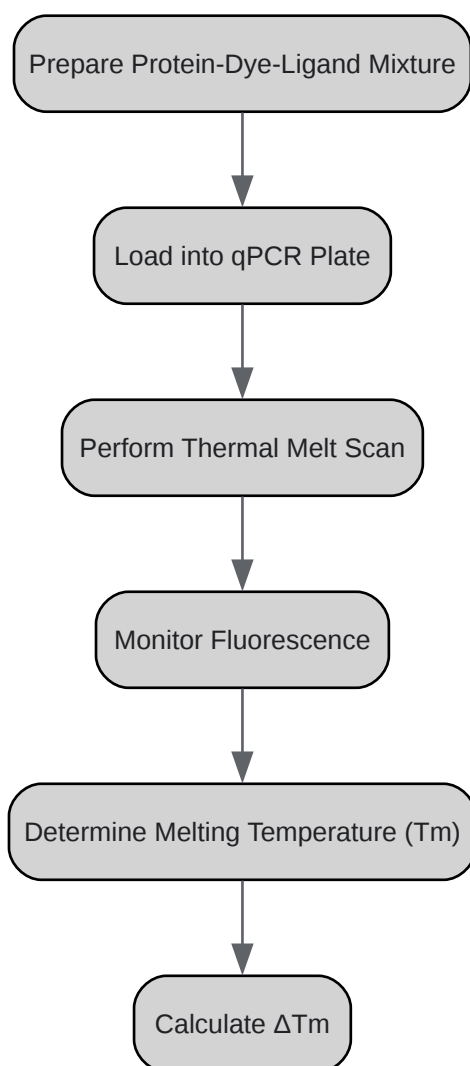 Prepare Protein-Dye-Ligand Mixture
Load into qPCR Plate
Perform Thermal Melt Scan
Monitor Fluorescence
Determine Melting Temperature (Tm)
Calculate ΔTm